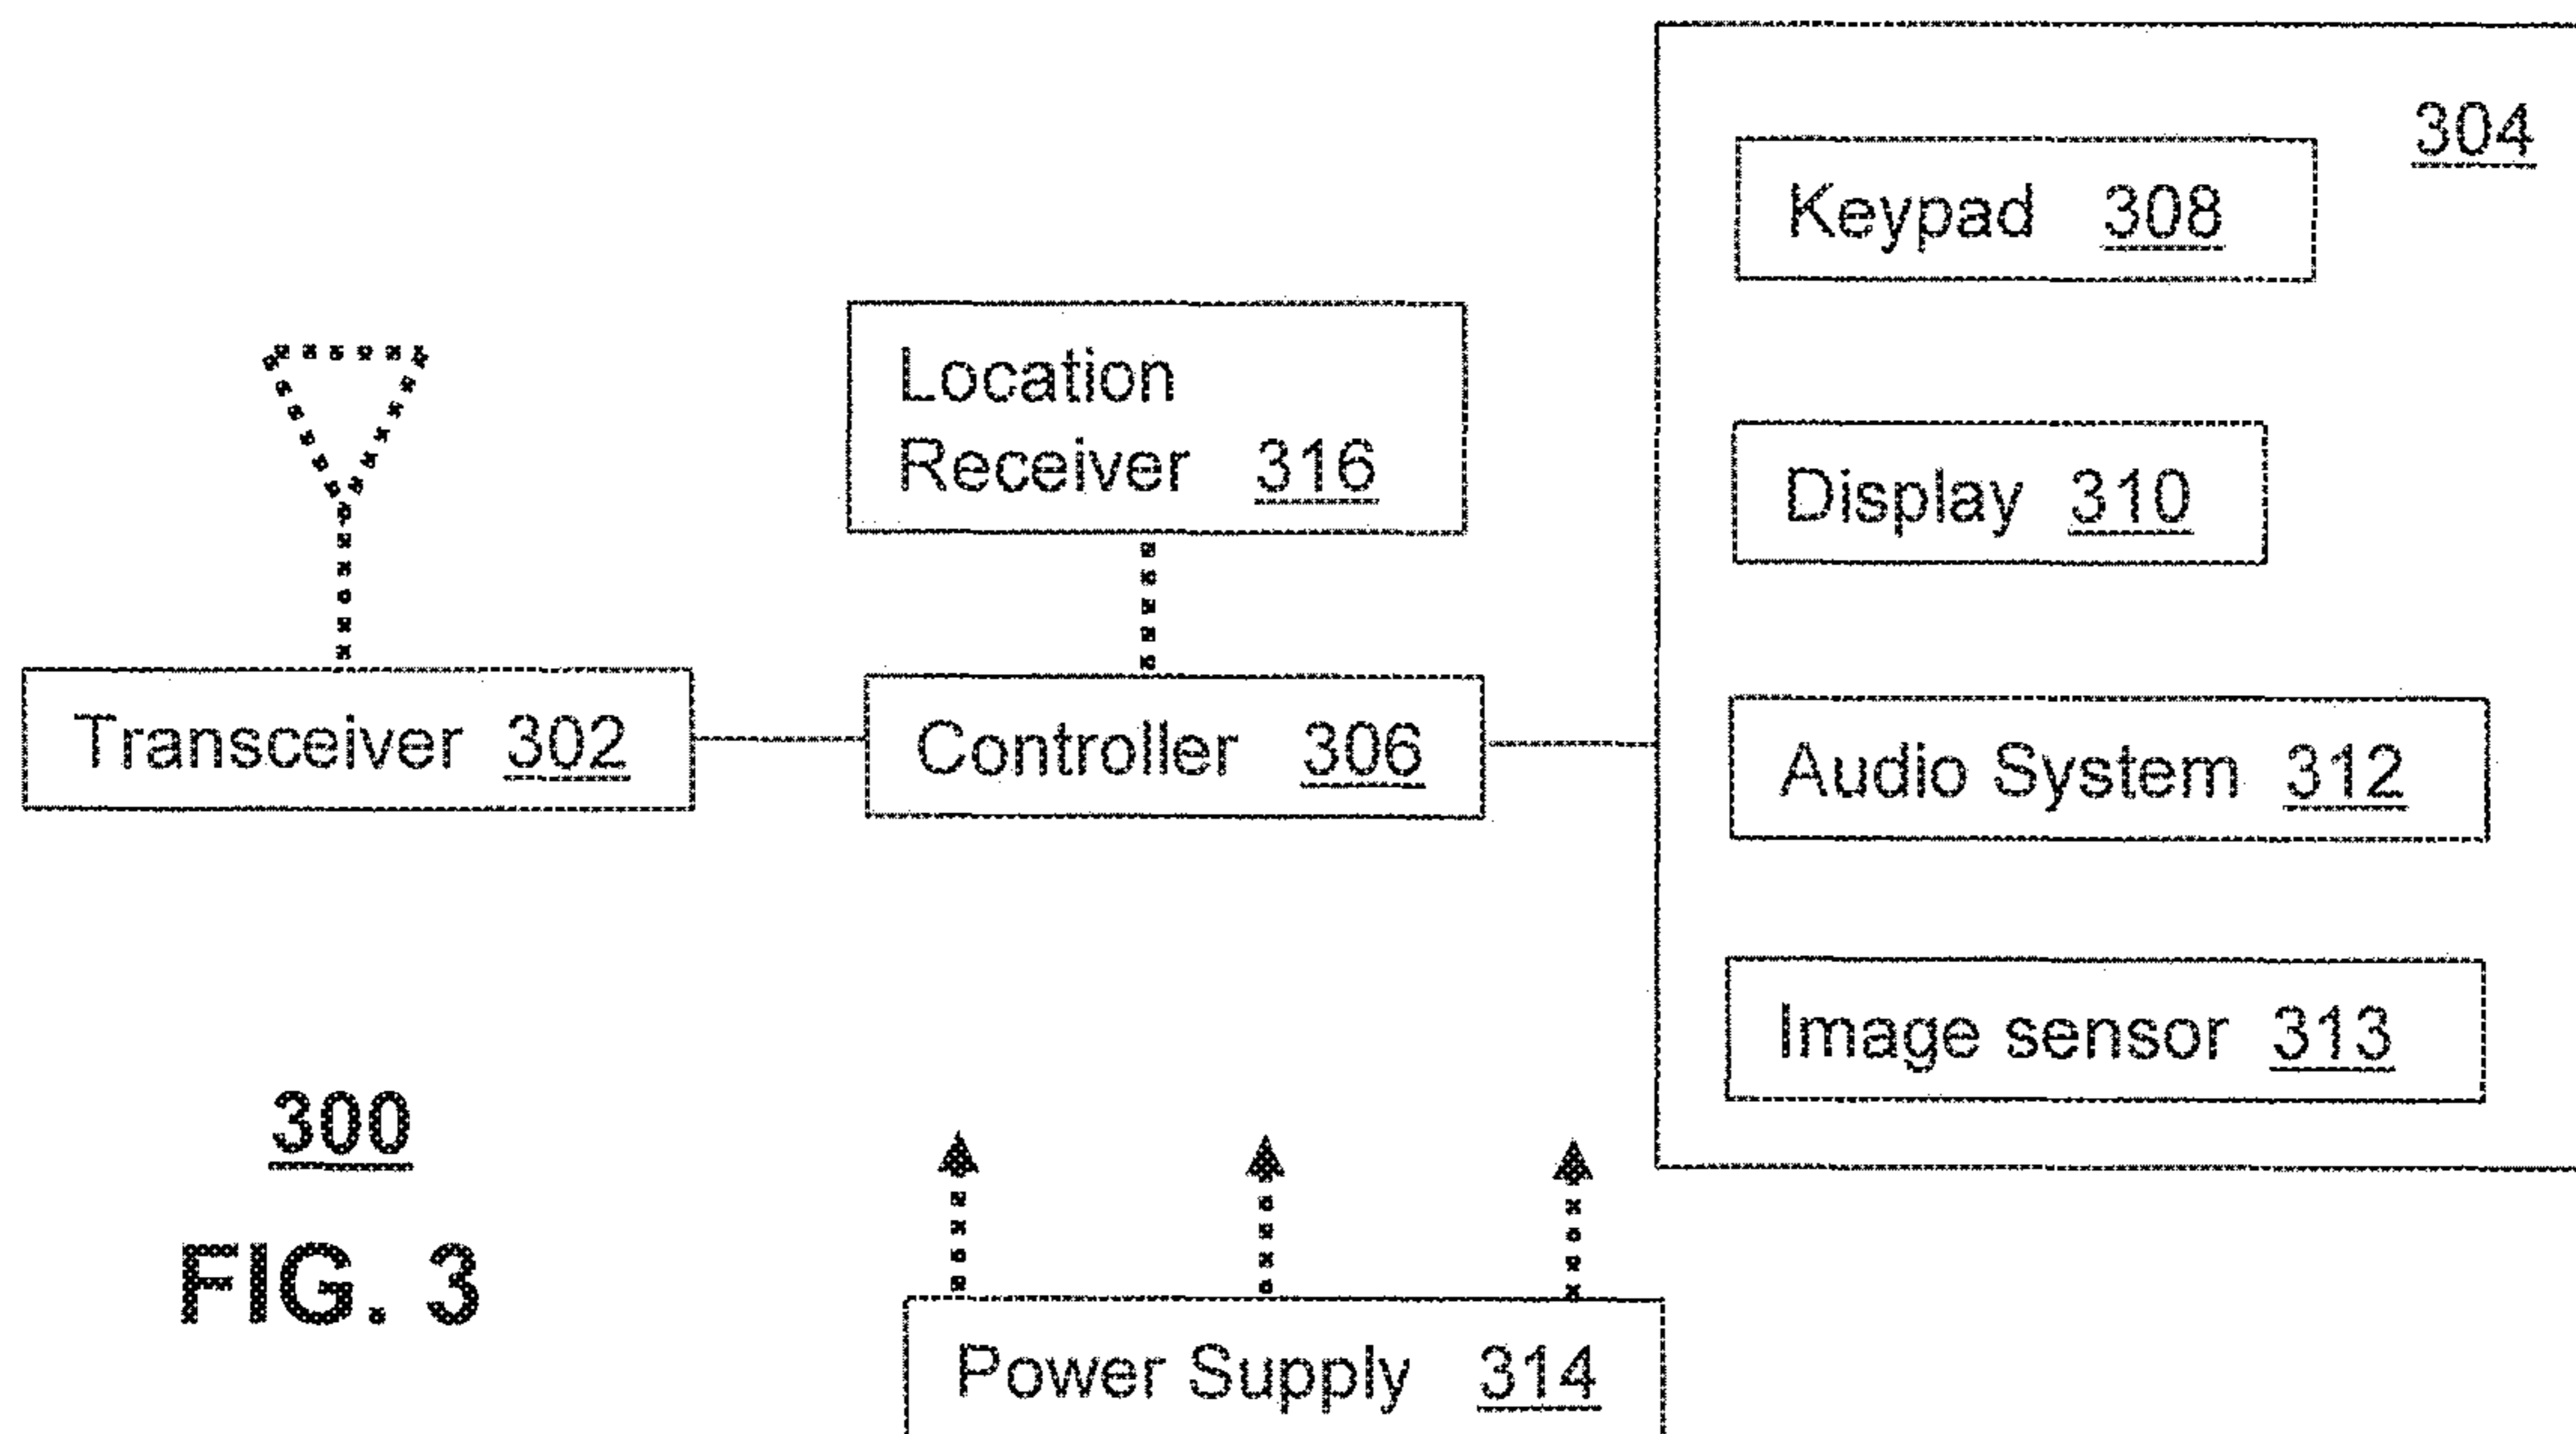 304
Keypad 308
Location
Receiver 316
Display 310
Transceiver 302
Controller 306
Audio System 312
Image sensor 313
300
FIG. 3
Power Supply 314